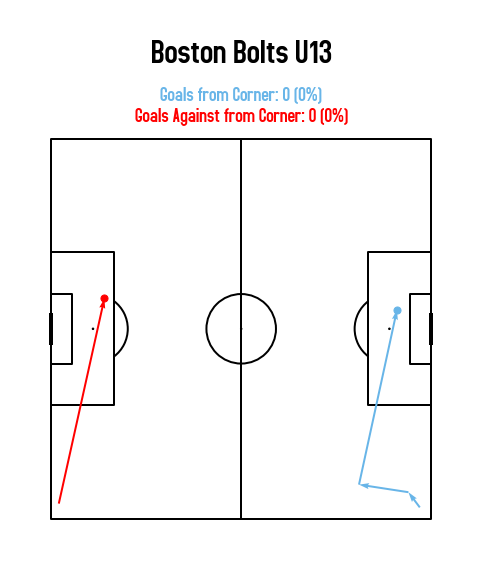 Boston Bolts U13
Goals from Corner: 0 (0%)
Goals Against from Corner: 0 (0%)